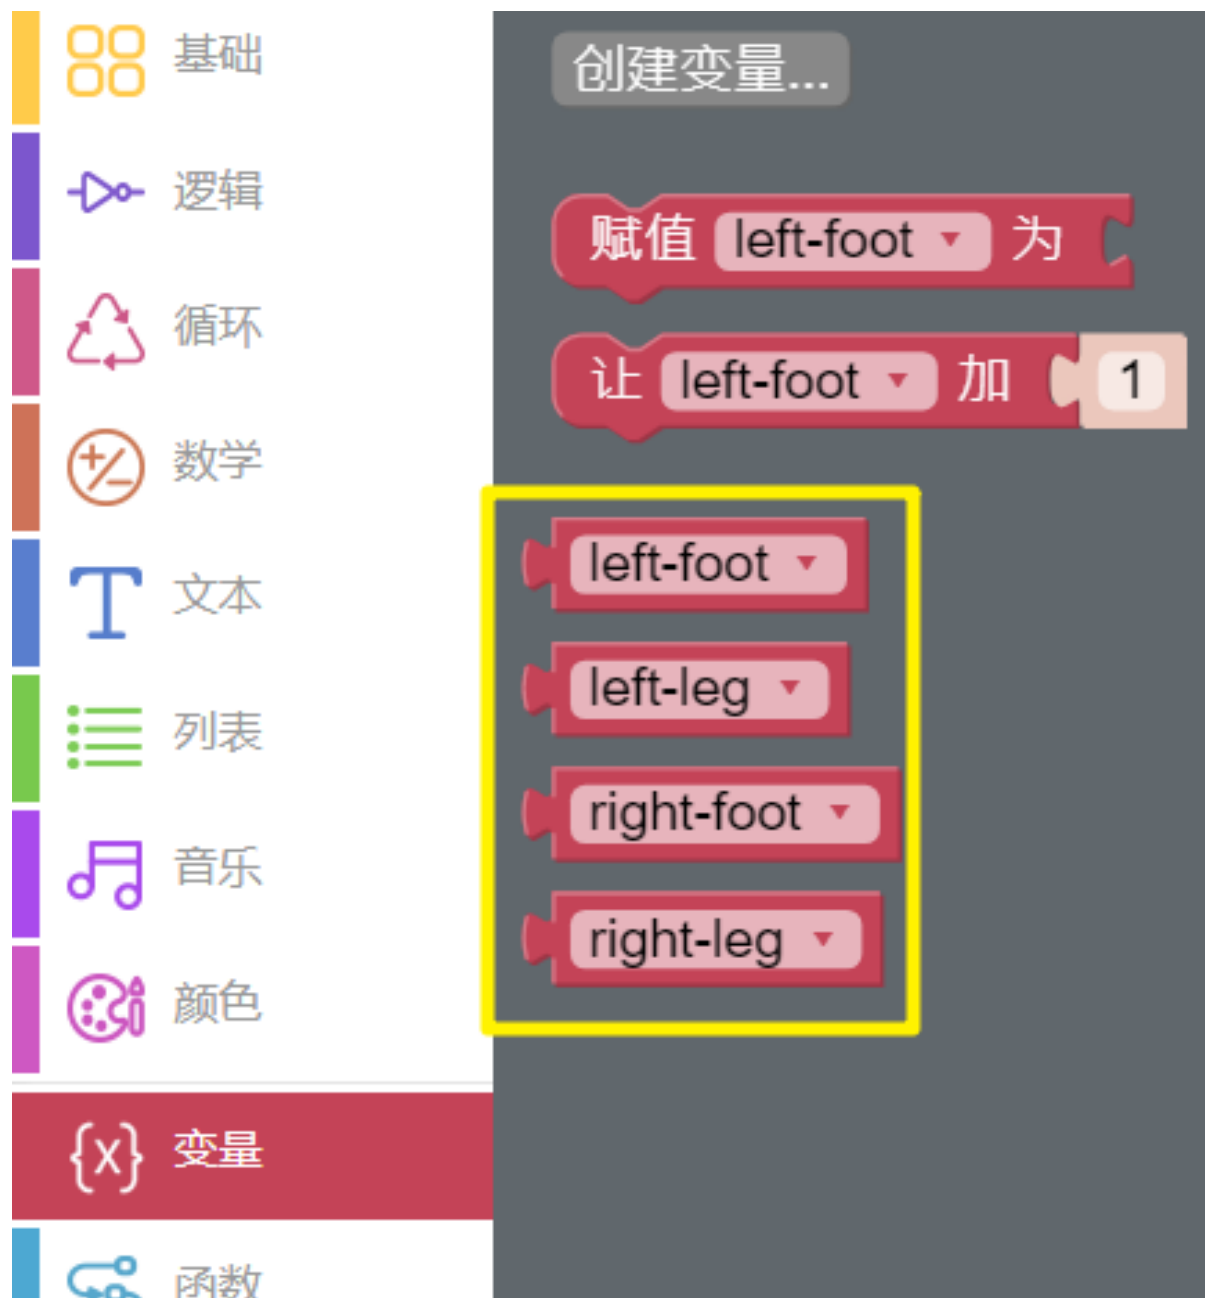 基础
逻辑
循环
数学
文本
列表
音乐
颜色
{x} 变量
函数
创建变量...
赋值 left-foot 为
让 left-foot 加 1
left-foot
left-leg
right-foot
right-leg